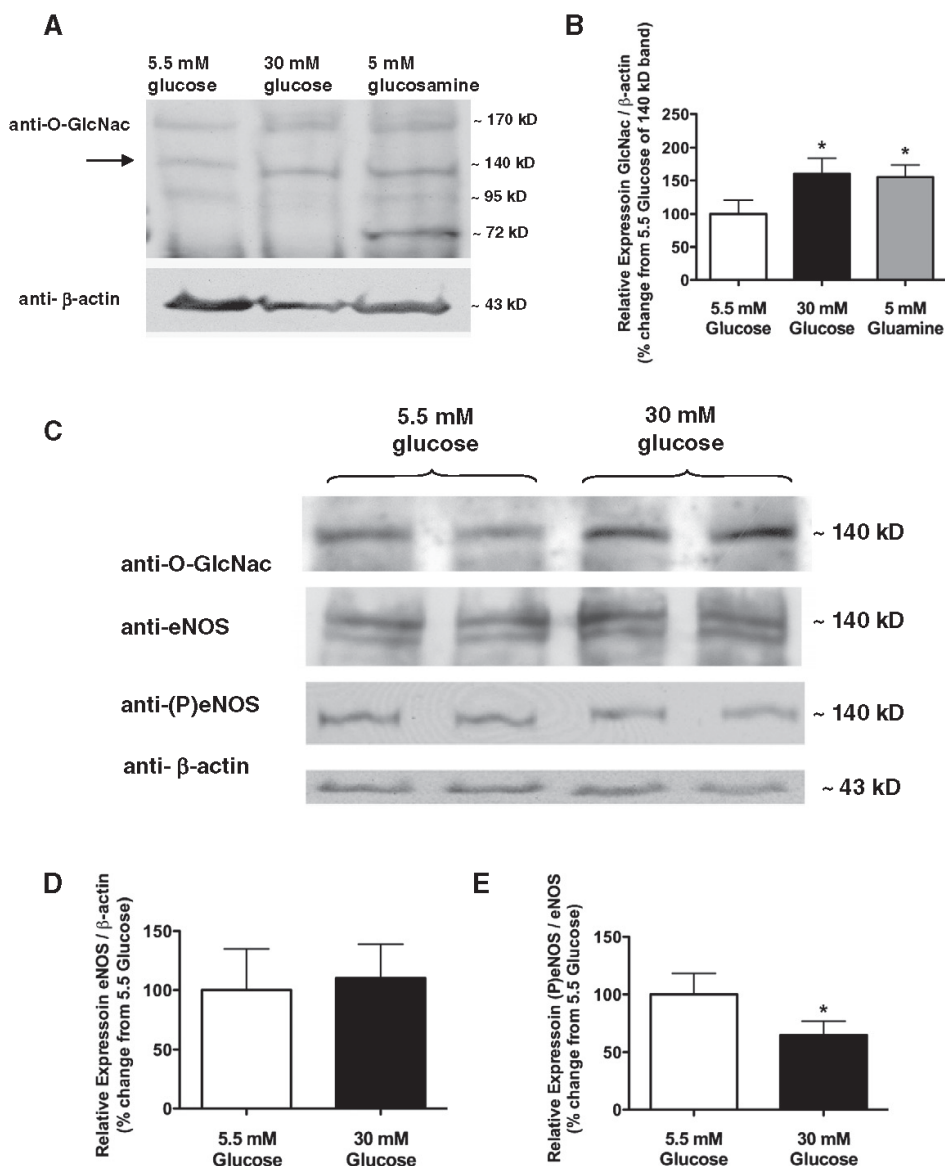 A
5.5 mM
glucose
30 mM
glucose
5 mM
glucosamine
anti-O-GlcNac
~ 170 kD
~ 140 kD
~ 95 kD
~ 72 kD
anti- β-actin
~ 43 kD
B
Relative Expressoin GlcNac / β-actin
(% change from 5.5 Glucose of 140 kD band)
250
200
150
100
50
0
*
*
5.5 mM
Glucose
30 mM
Glucose
5 mM
Gluamine
C
5.5 mM
glucose
30 mM
glucose
anti-O-GlcNac
~ 140 kD
anti-eNOS
~ 140 kD
anti-(P)eNOS
~ 140 kD
anti- β-actin
~ 43 kD
D
Relative Expressoin eNOS / β-actin
(% change from 5.5 Glucose)
150
100
50
0
5.5 mM
Glucose
30 mM
Glucose
E
Relative Expressoin (P)eNOS / eNOS
(% change from 5.5 Glucose)
150
100
50
0
*
5.5 mM
Glucose
30 mM
Glucose